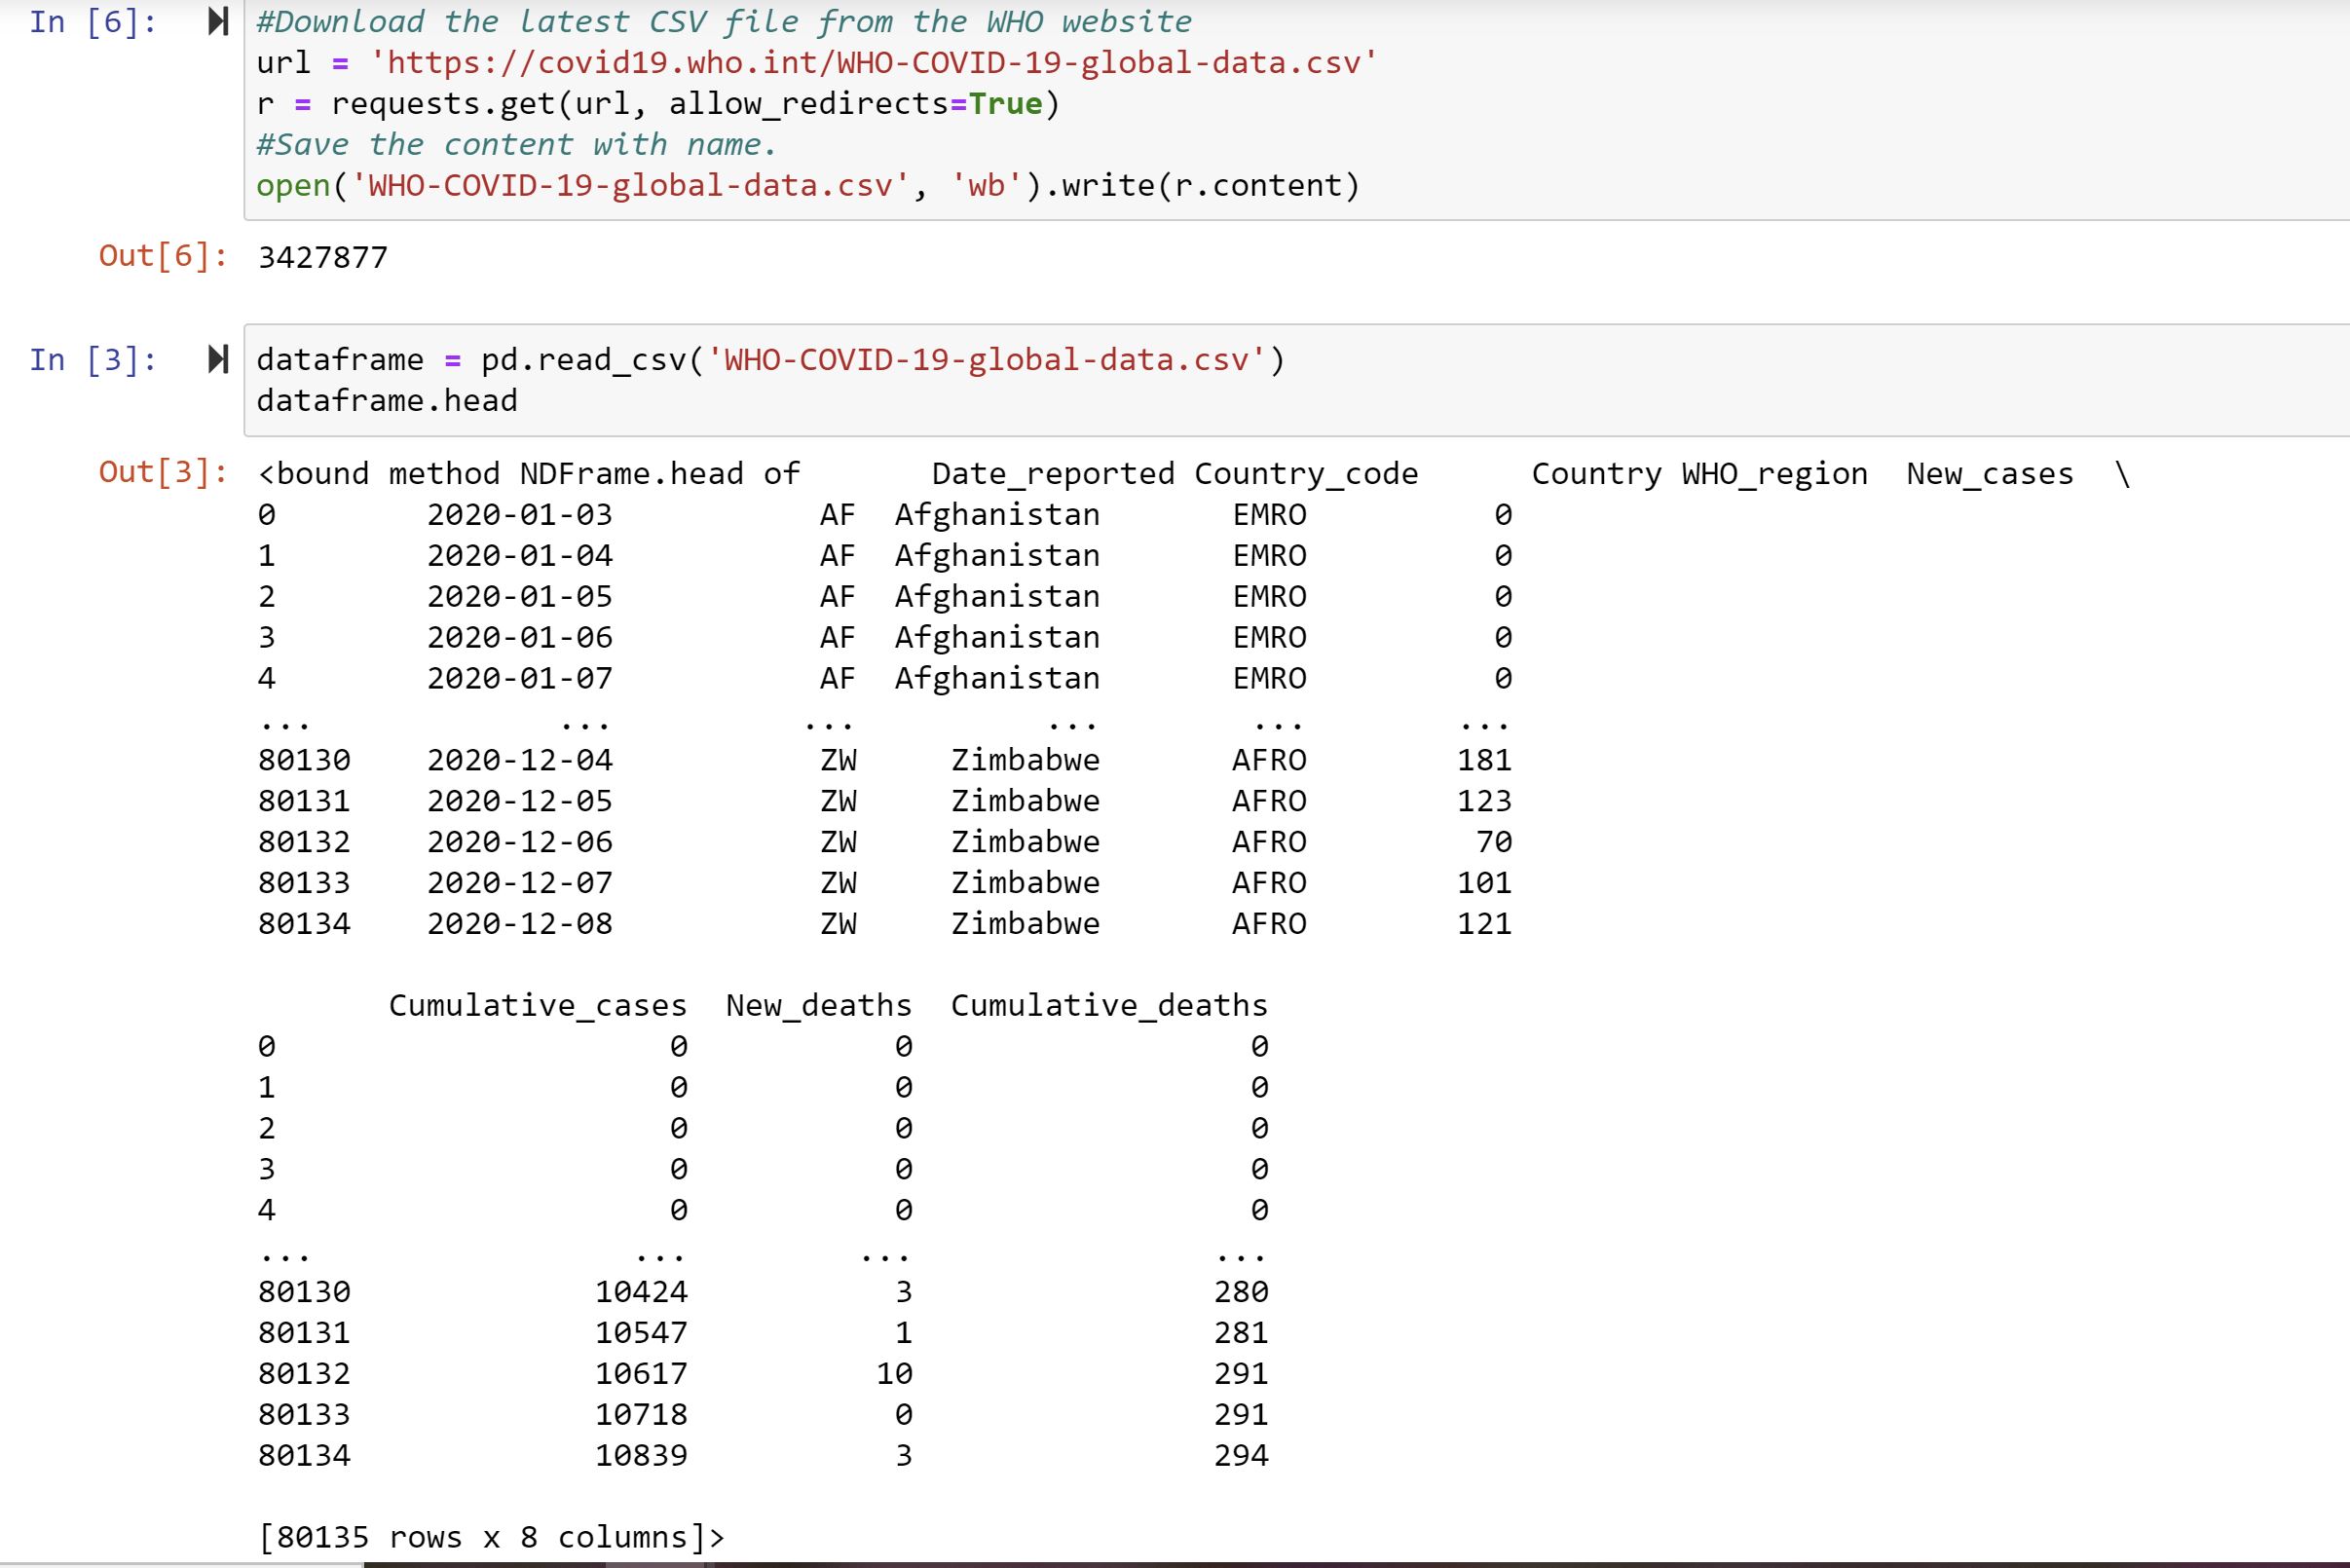 In [6]: #Download the latest CSV file from the WHO website
url = 'https://covid19.who.int/WHO-COVID-19-global-data.csv'
r = requests.get(url, allow_redirects=True)
#Save the content with name.
open('WHO-COVID-19-global-data.csv', 'wb').write(r.content)
Out[6]: 3427877
In [3]: dataframe = pd.read_csv('WHO-COVID-19-global-data.csv')
dataframe.head
Out[3]: <bound method NDFrame.head of Date_reported Country_code Country WHO_region New_cases \
0 2020-01-03 AF Afghanistan EMRO 0
1 2020-01-04 AF Afghanistan EMRO 0
2 2020-01-05 AF Afghanistan EMRO 0
3 2020-01-06 AF Afghanistan EMRO 0
4 2020-01-07 AF Afghanistan EMRO 0
... ... ... ... ... ...
80130 2020-12-04 ZW Zimbabwe AFRO 181
80131 2020-12-05 ZW Zimbabwe AFRO 123
80132 2020-12-06 ZW Zimbabwe AFRO 70
80133 2020-12-07 ZW Zimbabwe AFRO 101
80134 2020-12-08 ZW Zimbabwe AFRO 121
Cumulative_cases New_deaths Cumulative_deaths
0 0 0 0
1 0 0 0
2 0 0 0
3 0 0 0
4 0 0 0
... ... ... ...
80130 10424 3 280
80131 10547 1 281
80132 10617 10 291
80133 10718 0 291
80134 10839 3 294
[80135 rows x 8 columns]>